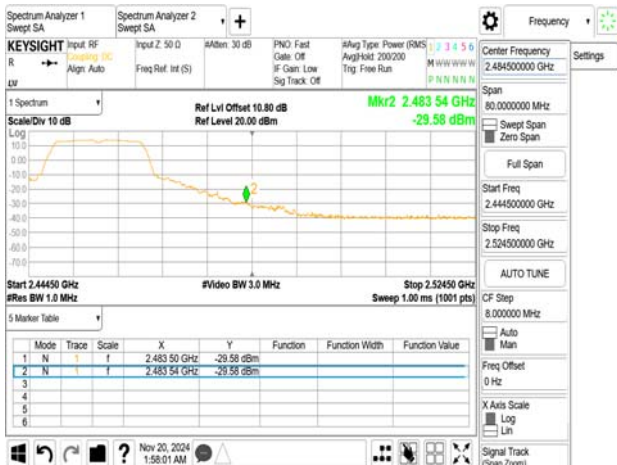 Spectrum Analyzer 1
Swept SA
Spectrum Analyzer 2
Swept SA
+
Frequency
KEYSIGHT
R
Input: RF
Coupling: DC
Align: Auto
Input Z: 50 Ω
Freq Ref: Int (S)
#Atten: 30 dB
PNO: Fast
Gate: Off
IF Gain: Low
Sig Track: Off
#Avg Type: Power (RMS
Avg|Hold: 200/200
Trig: Free Run
1 2 3 4 5 6
M W W W W W
P N N N N N
Center Frequency
2.484500000 GHz
Settings
Span
80.0000000 MHz
Swept Span
Zero Span
Full Span
Start Freq
2.444500000 GHz
Stop Freq
2.524500000 GHz
AUTO TUNE
CF Step
8.000000 MHz
Auto
Man
Freq Offset
0 Hz
X Axis Scale
Log
Lin
Signal Track
(Span Zoom)
1 Spectrum
Scale/Div 10 dB
Ref Lvl Offset 10.80 dB
Ref Level 20.00 dBm
Mkr2 2.483 54 GHz
-29.58 dBm
Log
10.0
0.00
-10.0
-20.0
-30.0
-40.0
-50.0
-60.0
-70.0
2
Start 2.44450 GHz
#Res BW 1.0 MHz
#Video BW 3.0 MHz
Stop 2.52450 GHz
Sweep 1.00 ms (1001 pts)
5 Marker Table
Mode Trace Scale X Y Function Function Width Function Value
1 N 1 f 2.483 50 GHz -29.58 dBm
2 N 1 f 2.483 54 GHz -29.58 dBm
3
4
5
6
?
Nov 20, 2024
1:58:01 AM